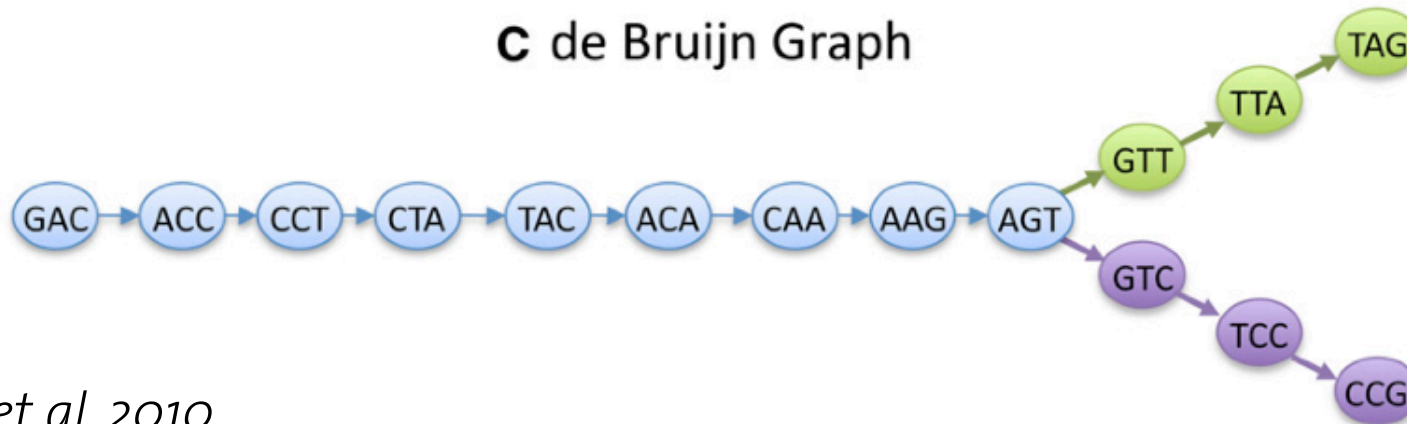 C de Bruijn Graph
TAG
TTA
GTT
GAC ACC CCT CTA TAC ACA CAA AAG AGT
GTC
TCC
CCG
et al. 2010